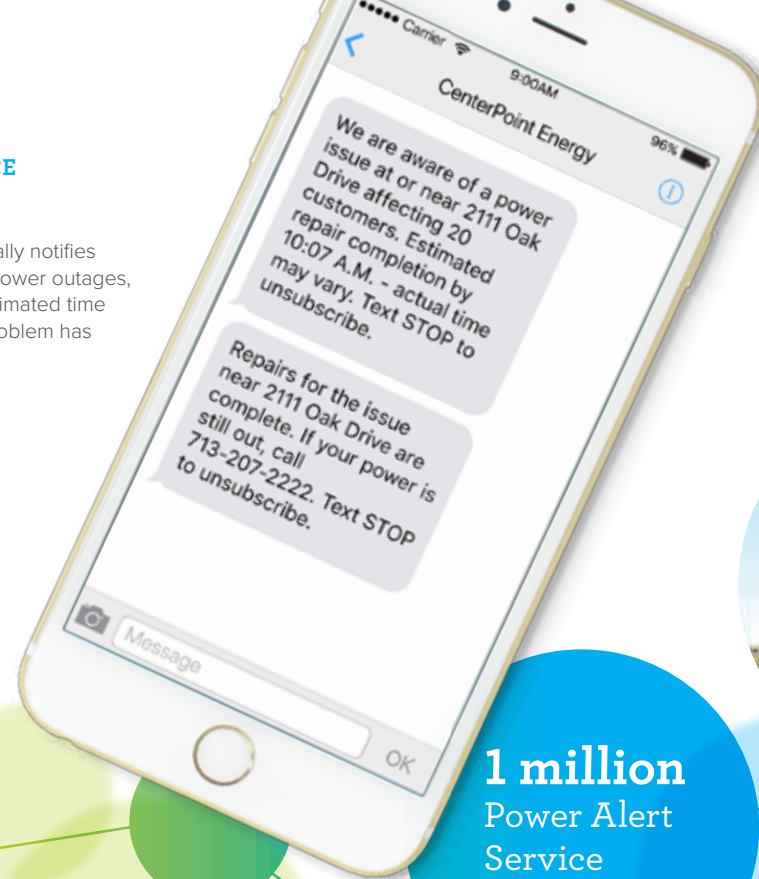 E
ally notifies
ower outages,
timated time
oblem has
Carrier
9:00AM
96%
CenterPoint Energy
We are aware of a power
issue at or near 2111 Oak
Drive affecting 20
customers. Estimated
repair completion by
10:07 A.M. - actual time
may vary. Text STOP to
unsubscribe.
Repairs for the issue
near 2111 Oak Drive are
complete. If your power is
still out, call
713-207-2222. Text STOP
to unsubscribe.
Message
OK
1 million
Power Alert
Service